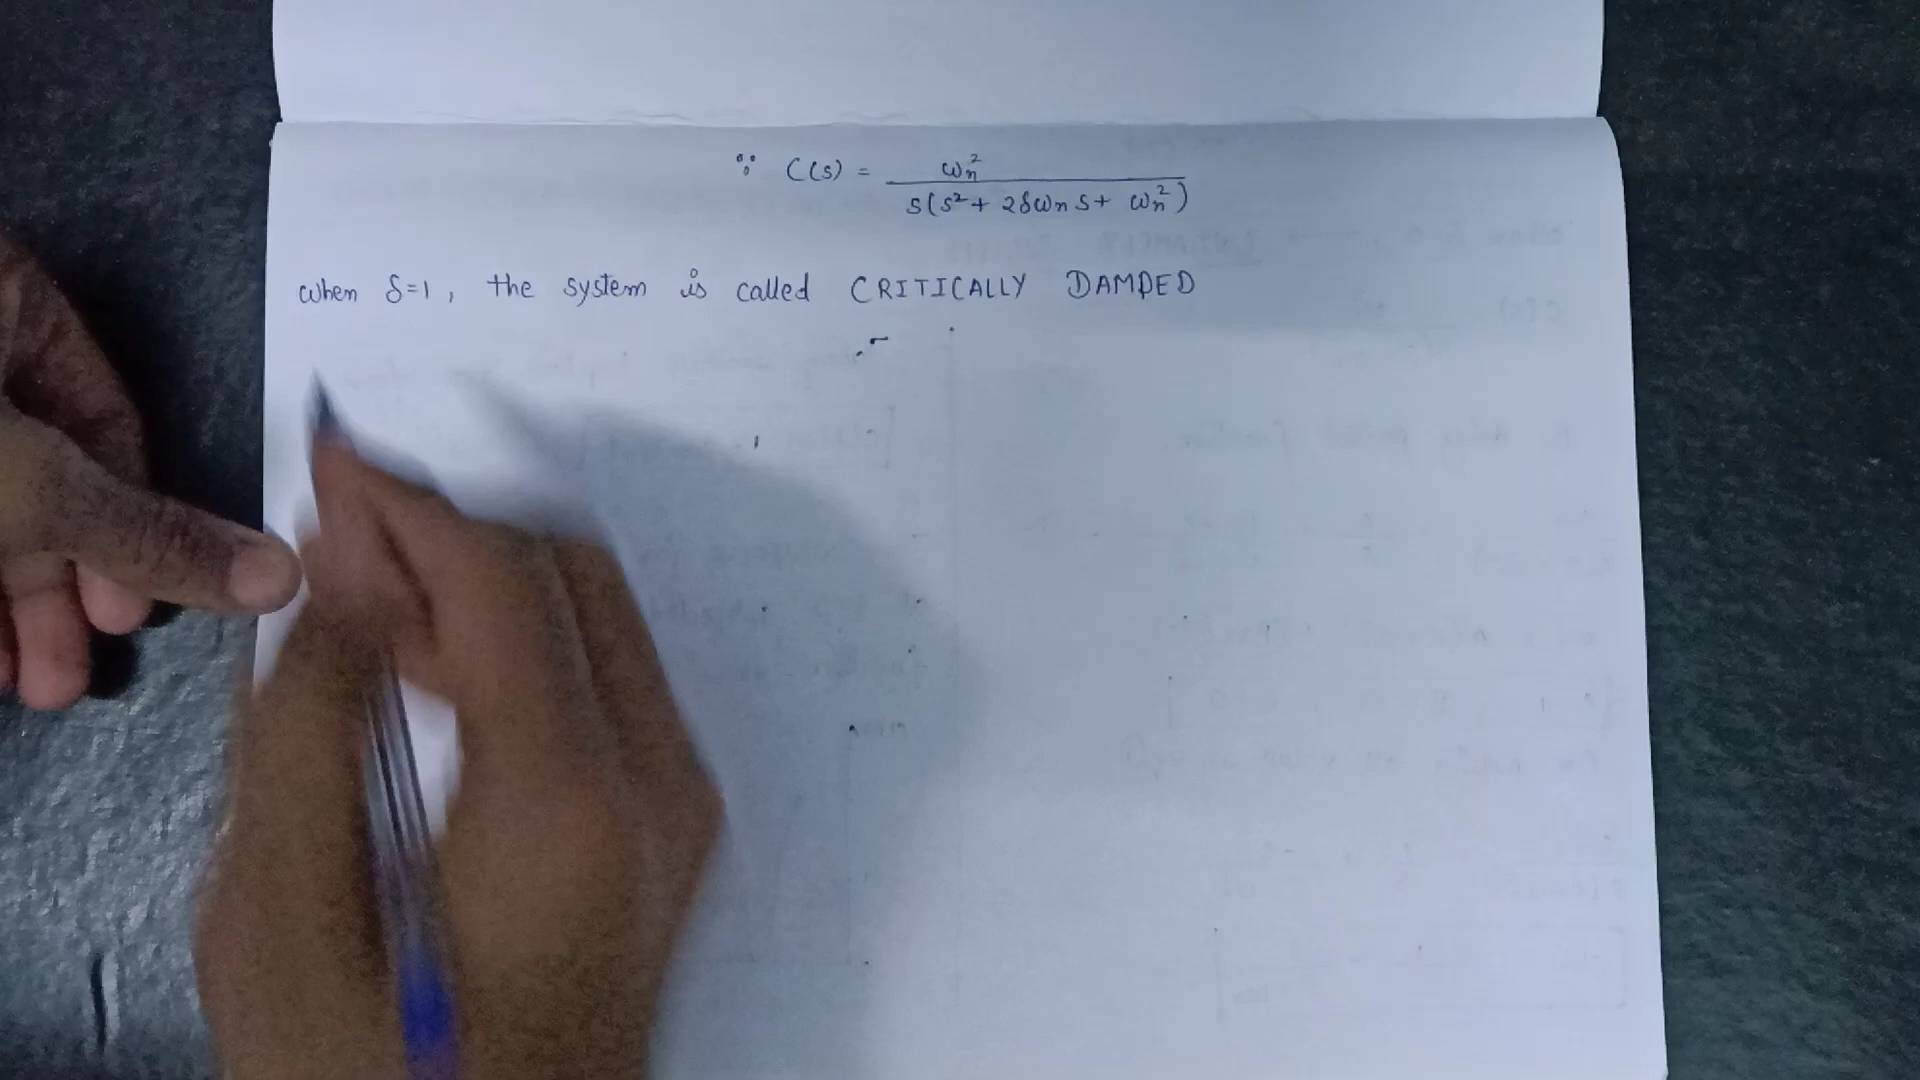 ∵ C(s) = ωn² / s(s² + 2δωn s + ωn²)
when δ=1, the system is called CRITICALLY DAMPED